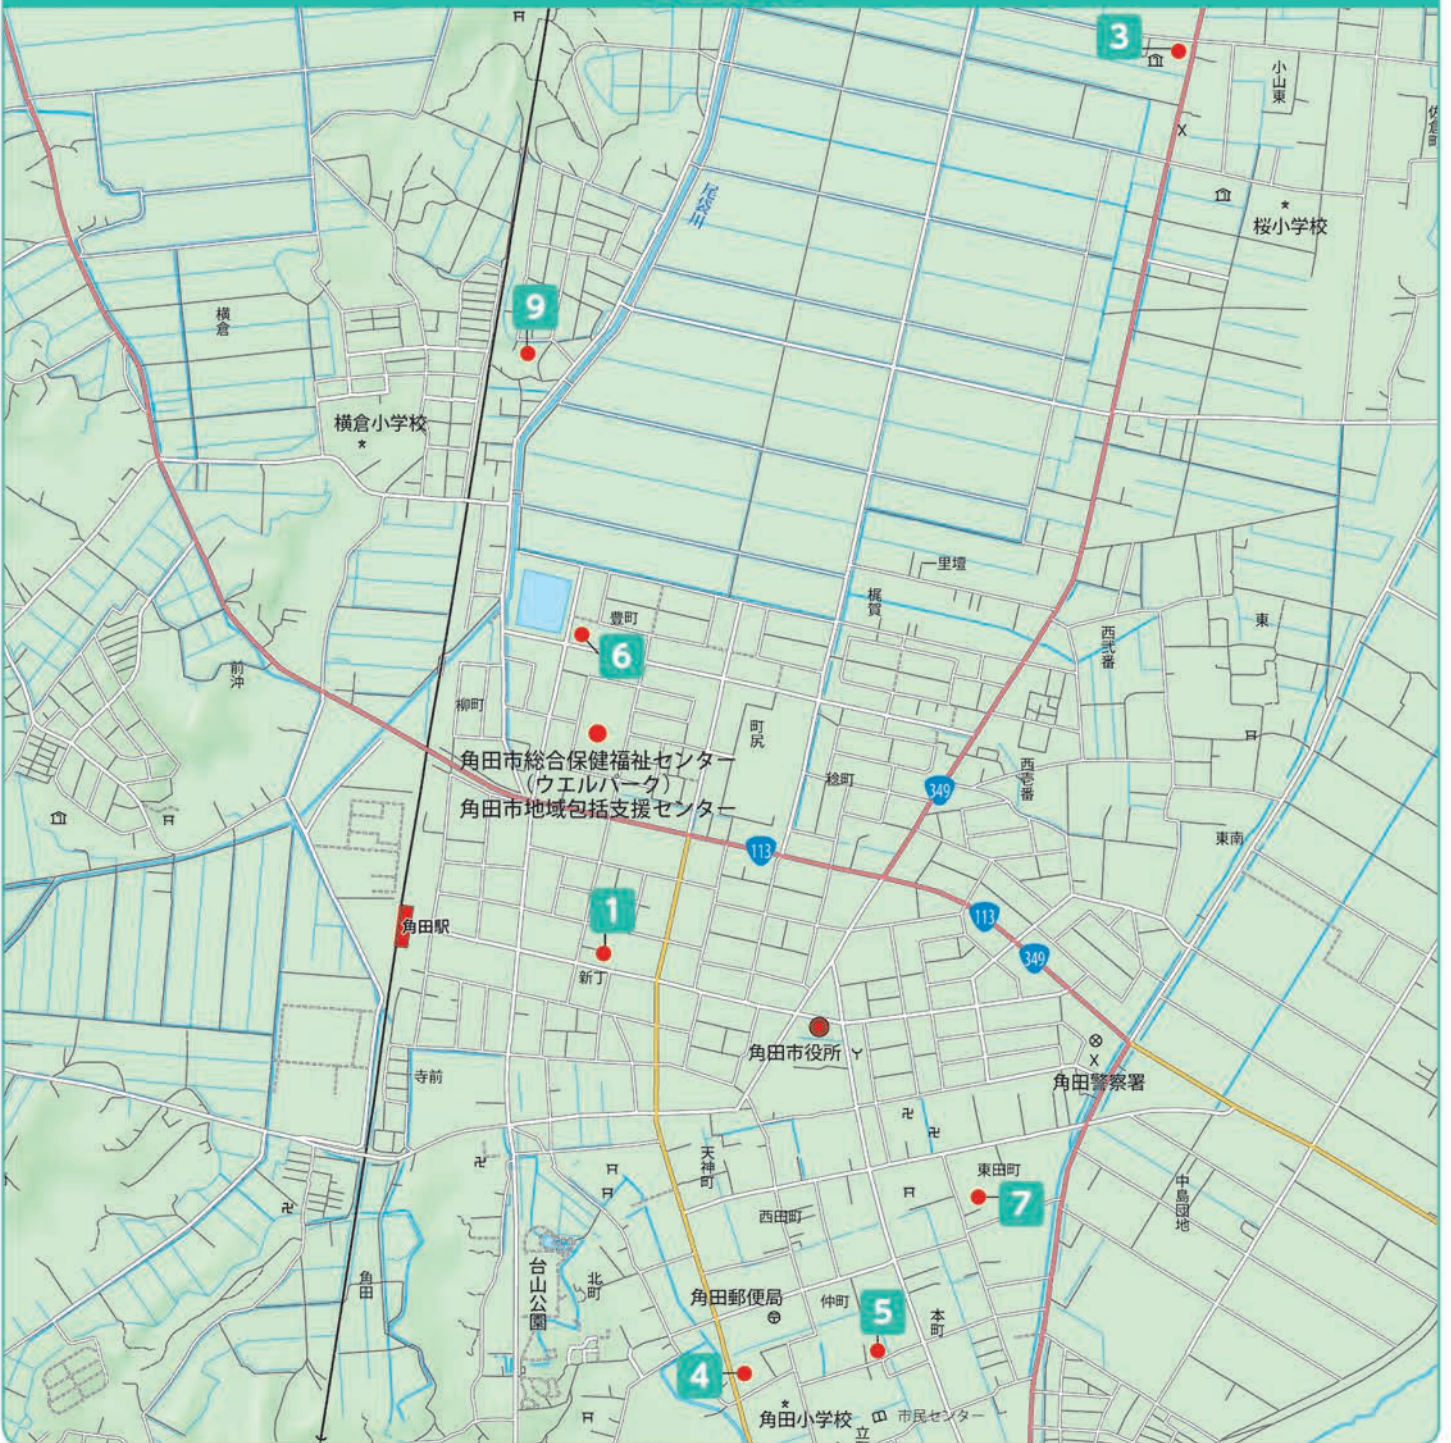 3
小山東
尾袋川
桜小学校
9
横倉
横倉小学校
一里壇
梶賀
豊町
6
西弐番
東
前沖
柳町
町尻
角田市総合保健福祉センター
(ウエルパーク)
角田市地域包括支援センター
稔町
349
西壱番
113
東南
1
113
角田駅
349
新丁
角田市役所
角田警察署
寺前
天神町
東田町
7
中島団地
西田町
角田
台山公園
北町
角田郵便局
仲町
5
本町
4
角田小学校
市民センター